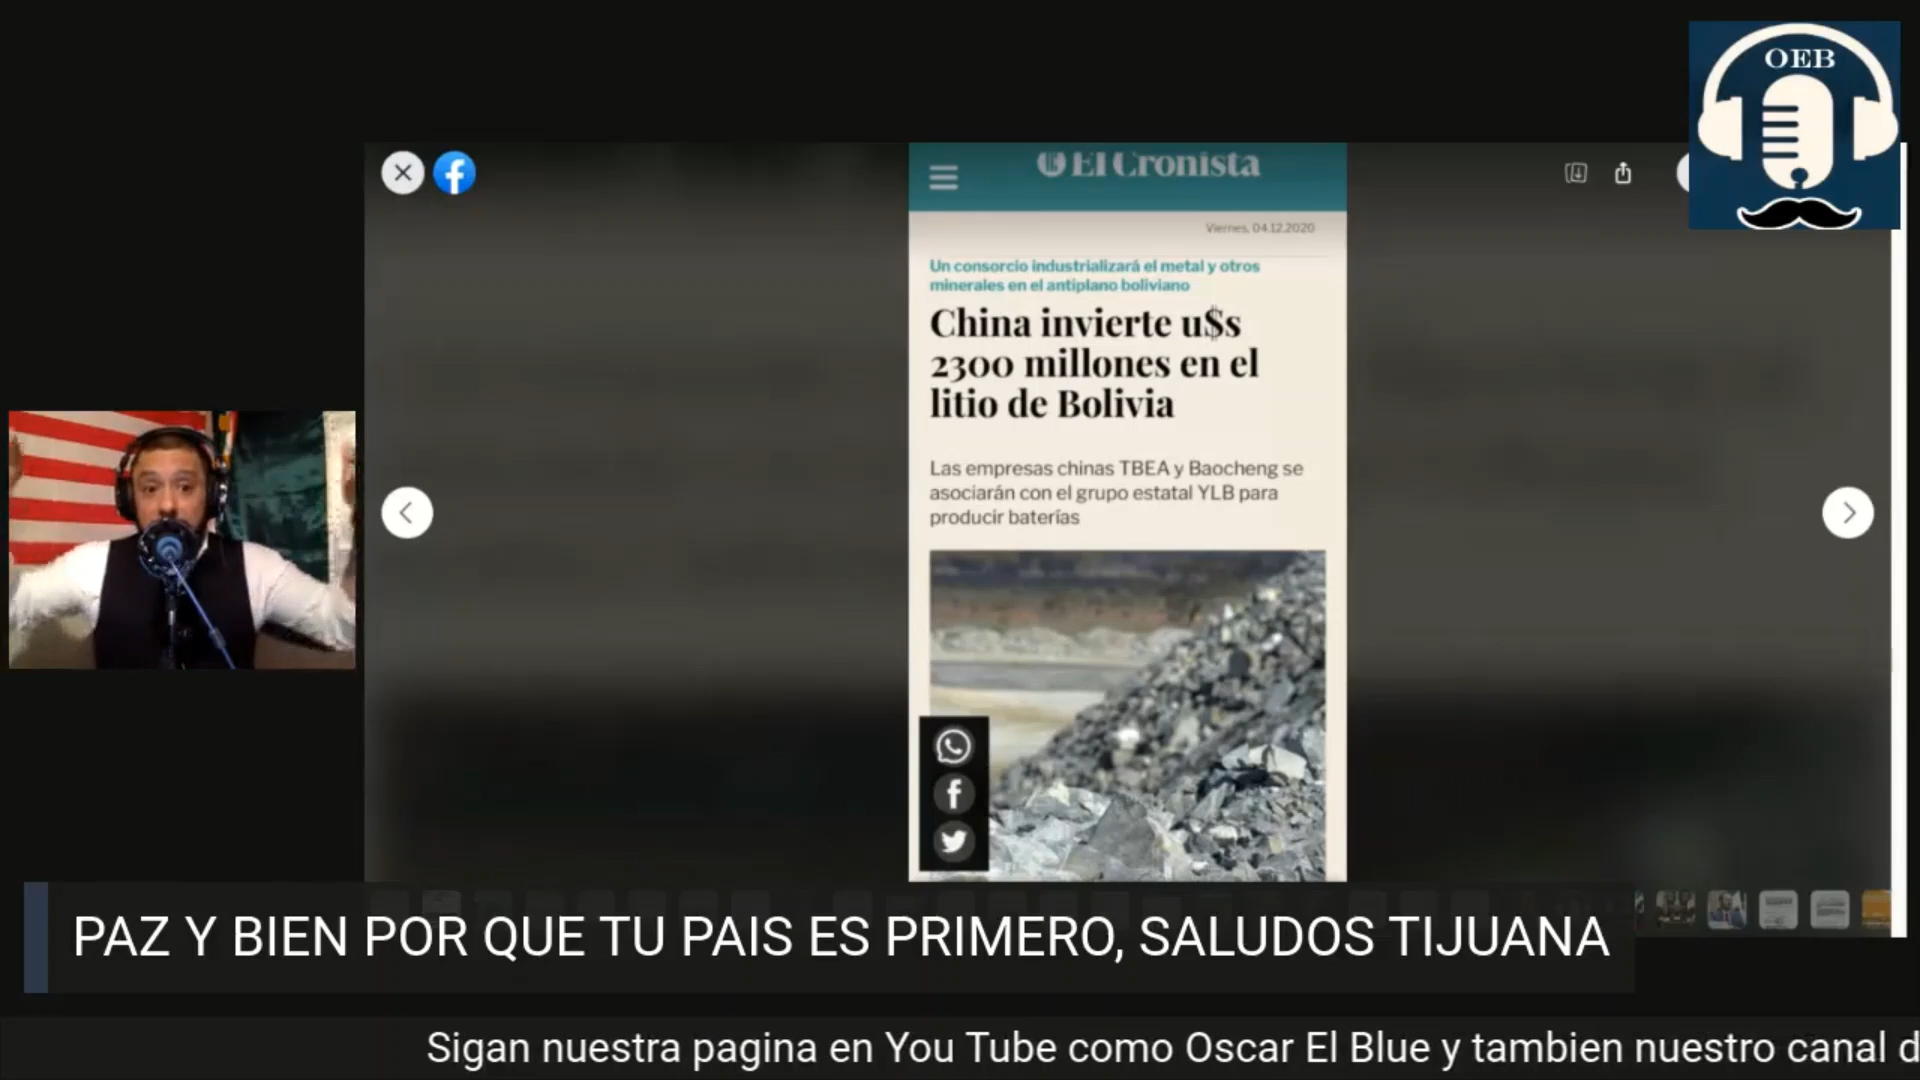 OEB
El Cronista
Viernes, 04.12.2020
Un consorcio industrializará el metal y otros
minerales en el antiplano boliviano
China invierte u$s
2300 millones en el
litio de Bolivia
Las empresas chinas TBEA y Baocheng se
asociarán con el grupo estatal YLB para
producir baterías
PAZ Y BIEN POR QUE TU PAIS ES PRIMERO, SALUDOS TIJUANA
Sigan nuestra pagina en You Tube como Oscar El Blue y tambien nuestro canal d